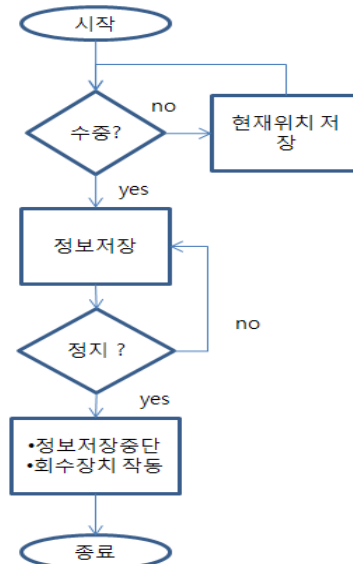 시작
no
수중?
현재위치 저
장
yes
정보저장
no
정지 ?
yes
•정보저장중단
•회수장치 작동
종료